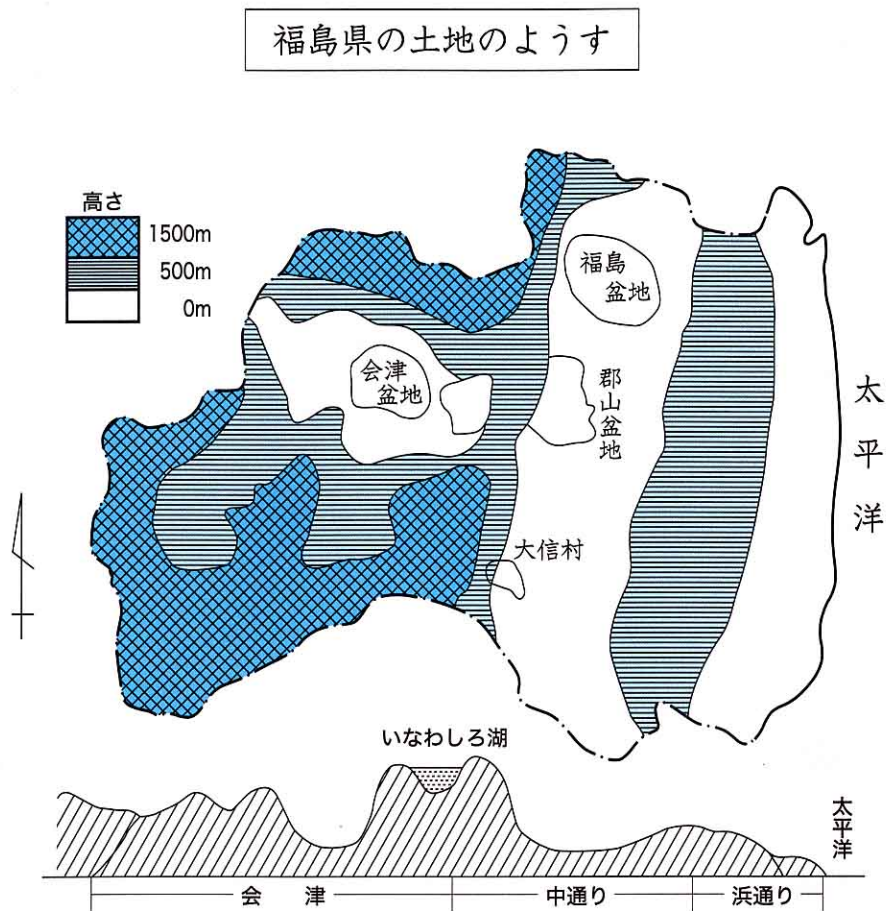 福島県の土地のようす
高さ
1500m
500m
0m
福島
盆地
会津
盆地
郡山盆地
太平洋
大信村
いなわしろ湖
太平洋
会津
中通り
浜通り